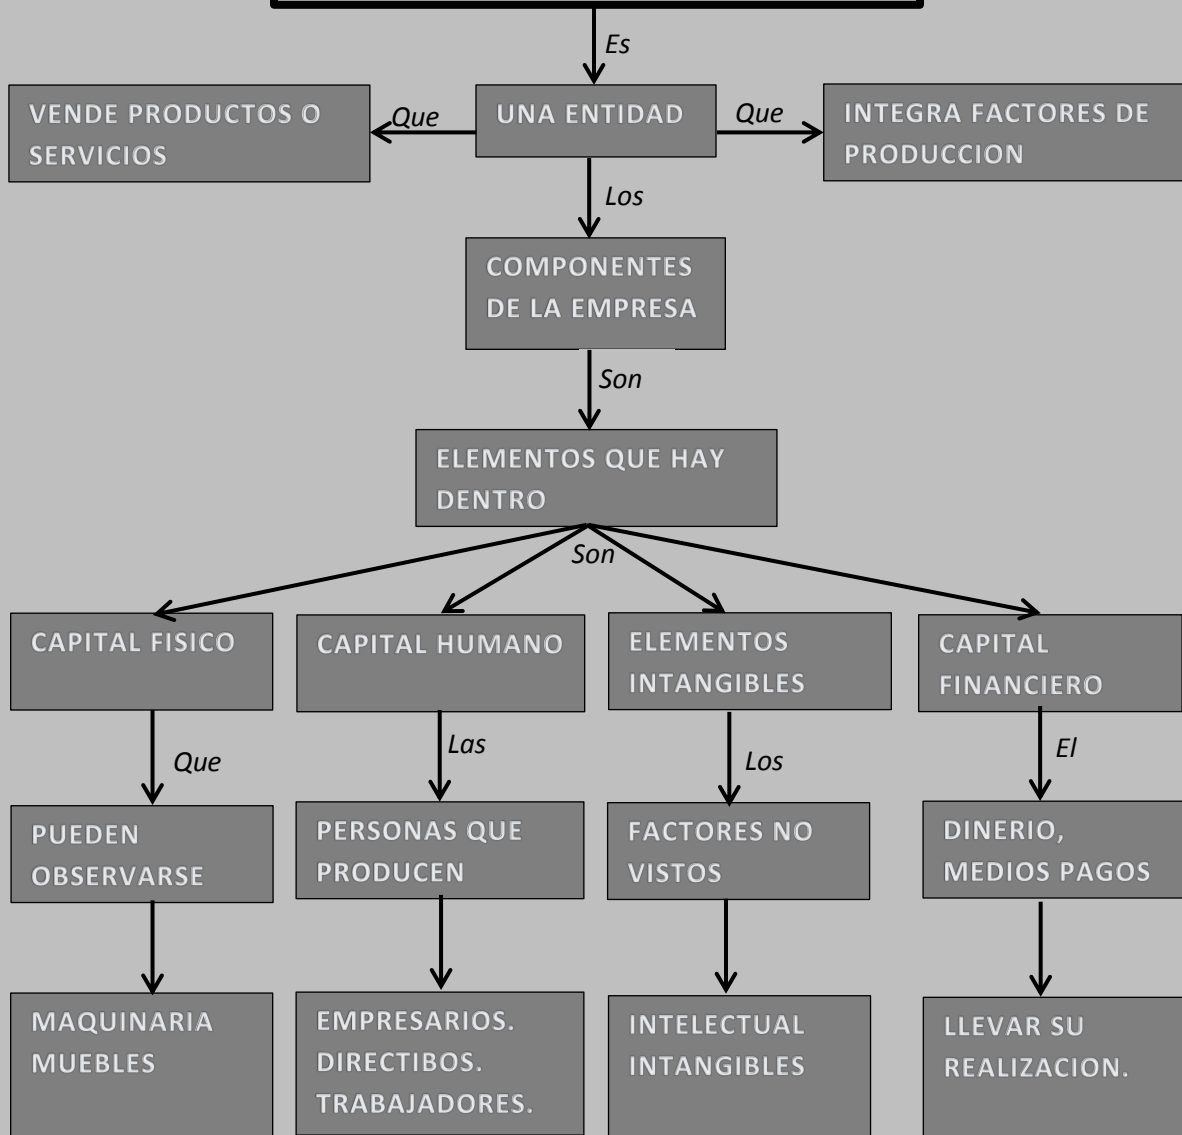 Es
VENDE PRODUCTOS O
SERVICIOS
Que
UNA ENTIDAD
Que
INTEGRA FACTORES DE
PRODUCCION
Los
COMPONENTES
DE LA EMPRESA
Son
ELEMENTOS QUE HAY
DENTRO
Son
CAPITAL FISICO
CAPITAL HUMANO
ELEMENTOS
INTANGIBLES
CAPITAL
FINANCIERO
Que
Las
Los
El
PUEDEN
OBSERVARSE
PERSONAS QUE
PRODUCEN
FACTORES NO
VISTOS
DINERIO,
MEDIOS PAGOS
MAQUINARIA
MUEBLES
EMPRESARIOS.
DIRECTIBOS.
TRABAJADORES.
INTELECTUAL
INTANGIBLES
LLEVAR SU
REALIZACION.